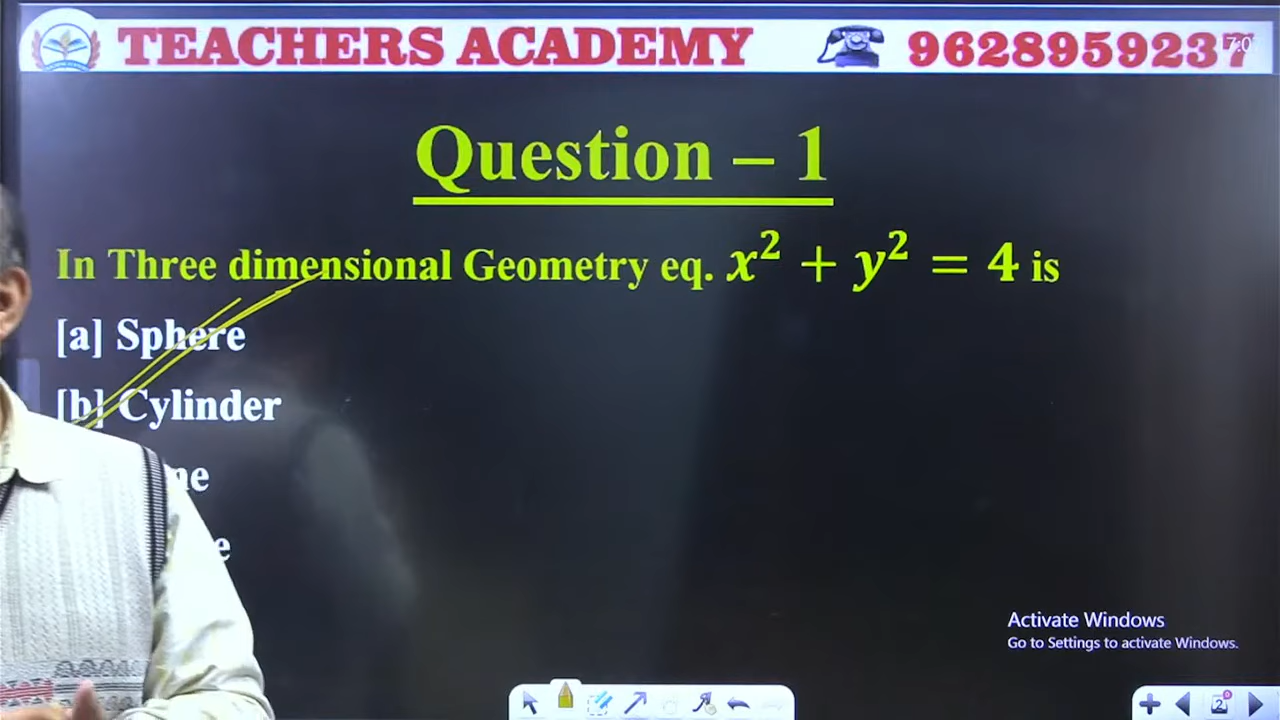 TEACHERS ACADEMY 9628959237
Question – 1
In Three dimensional Geometry eq. x² + y² = 4 is
[a] Sphere
[b] Cylinder
Activate Windows
Go to Settings to activate Windows.